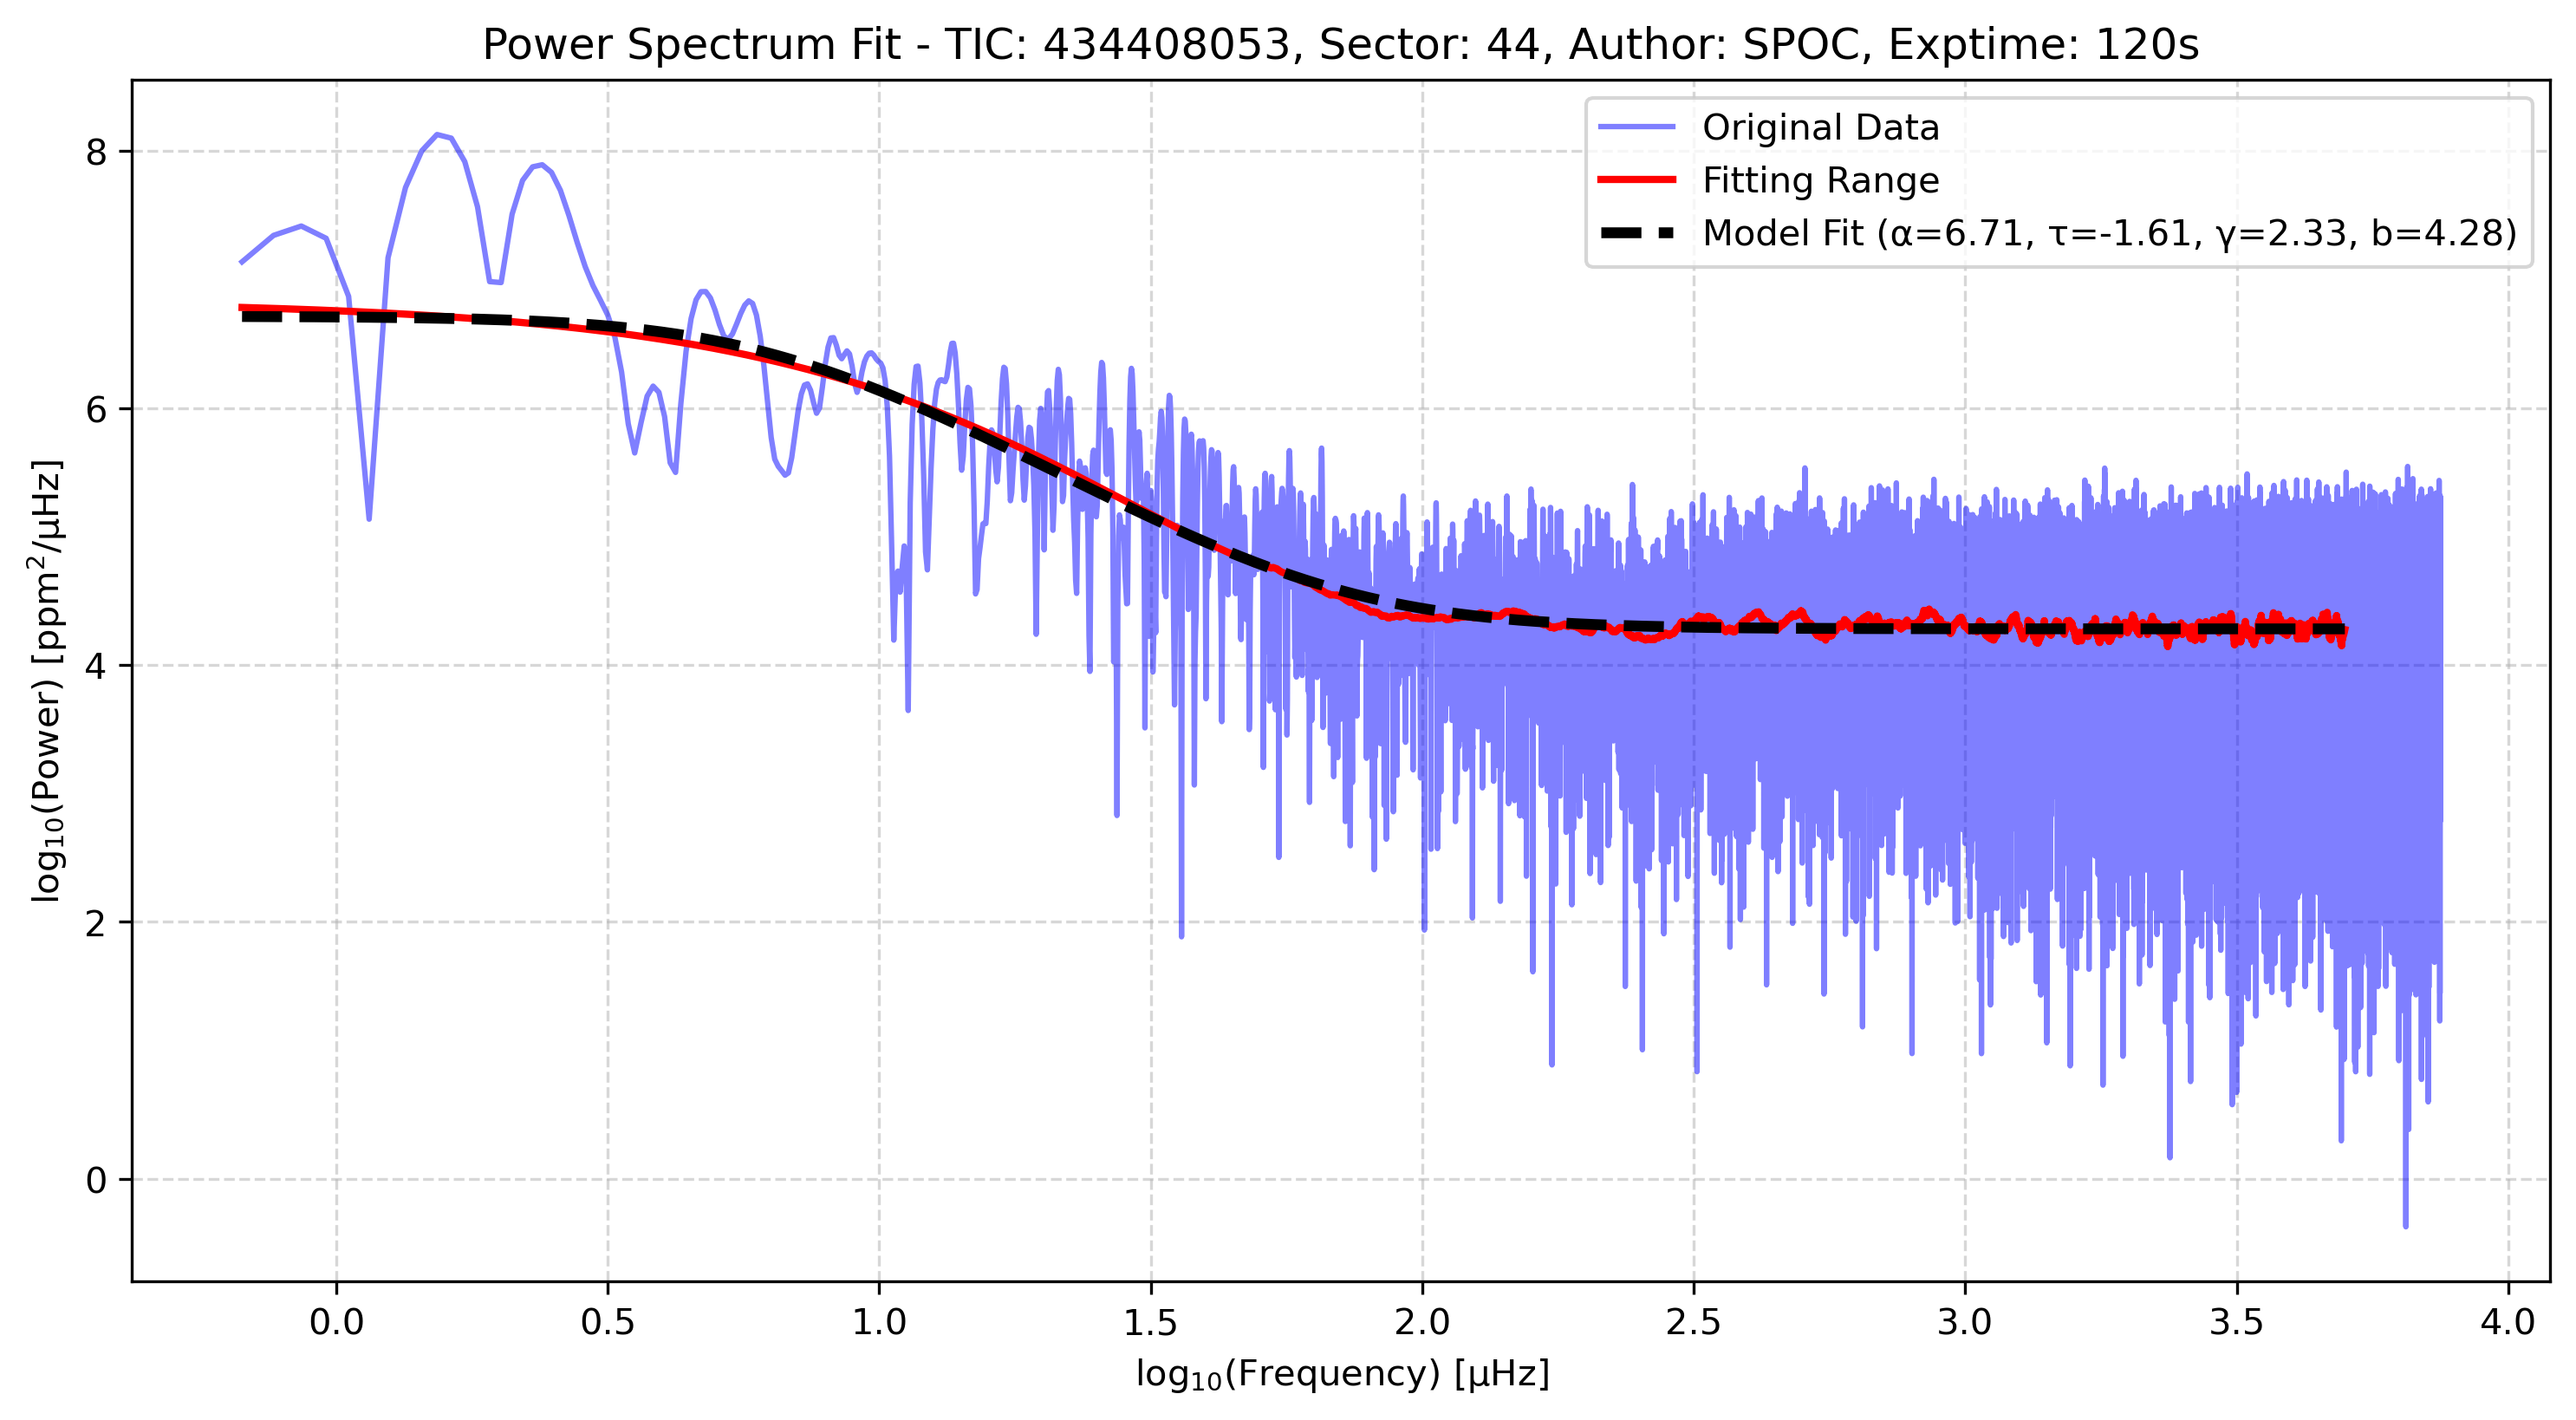 Power Spectrum Fit - TIC: 434408053, Sector: 44, Author: SPOC, Exptime: 120s
Original Data
Fitting Range
Model Fit (α=6.71, τ=-1.61, γ=2.33, b=4.28)
log₁₀(Power) [ppm²/μHz]
8
6
4
2
0
0.0 0.5 1.0 1.5 2.0 2.5 3.0 3.5 4.0
log₁₀(Frequency) [μHz]